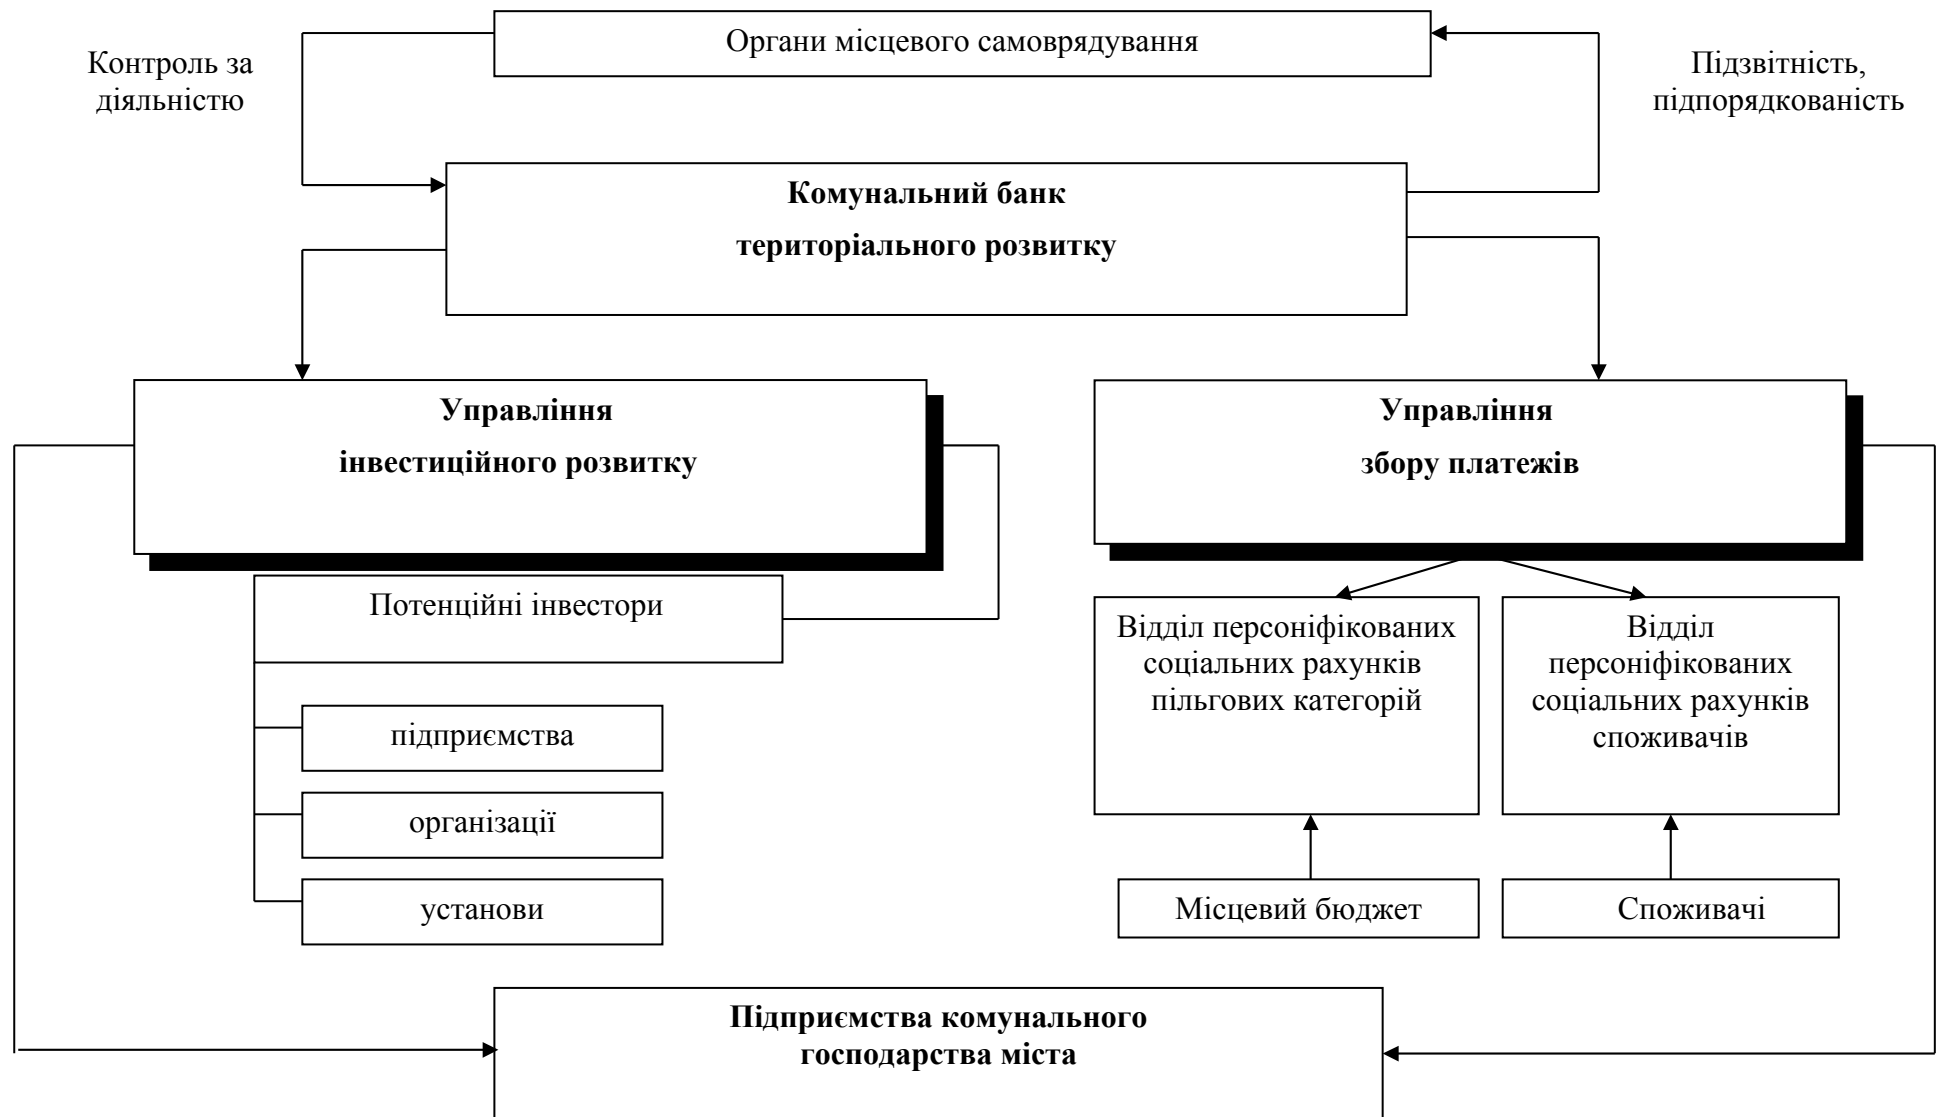 Органи місцевого самоврядування
Контроль за
діяльністю
Підзвітність,
підпорядкованість
Комунальний банк
територіального розвитку
Управління
інвестиційного розвитку
Управління
збору платежів
Потенційні інвестори
підприємства
організації
установи
Відділ персоніфікованих
соціальних рахунків
пільгових категорій
Відділ
персоніфікованих
соціальних рахунків
споживачів
Місцевий бюджет
Споживачі
Підприємства комунального
господарства міста